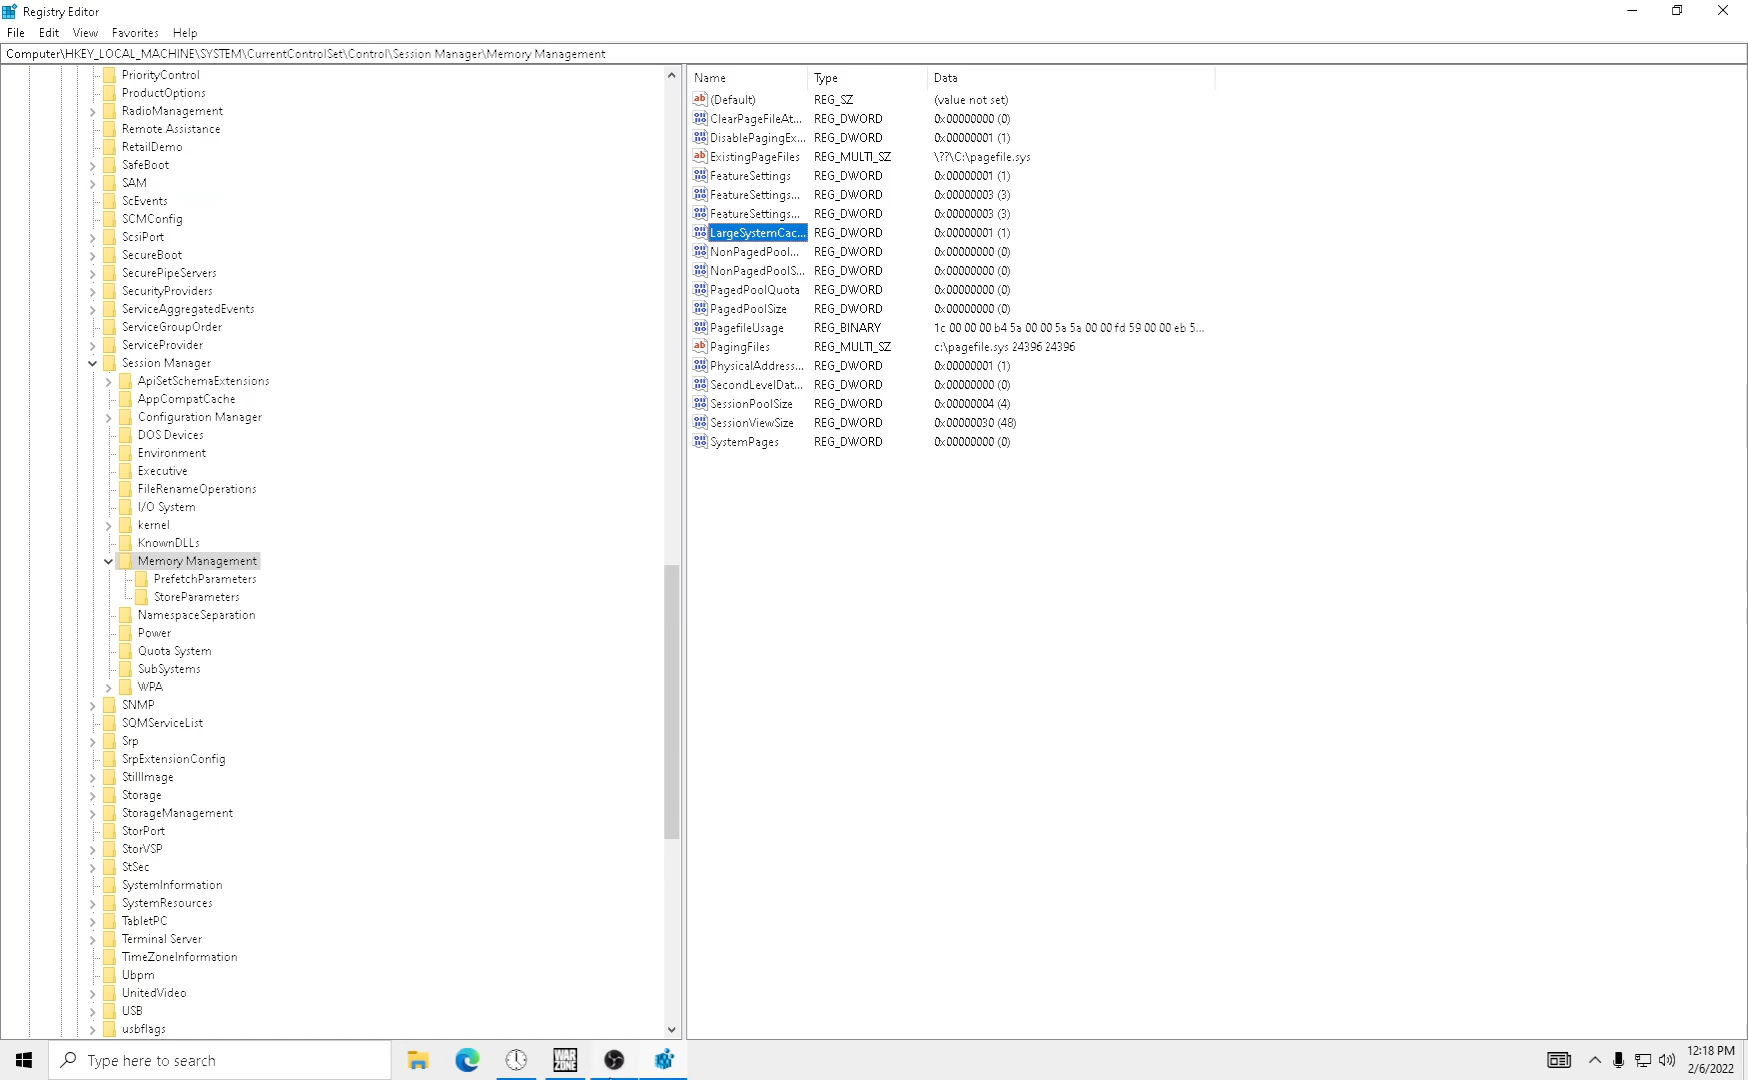 Registry Editor
File Edit View Favorites Help
Computer\HKEY_LOCAL_MACHINE\SYSTEM\CurrentControlSet\Control\Session Manager\Memory Management
PriorityControl
ProductOptions
RadioManagement
Remote Assistance
RetailDemo
SafeBoot
SAM
ScEvents
SCMConfig
ScsiPort
SecureBoot
SecurePipeServers
SecurityProviders
ServiceAggregatedEvents
ServiceGroupOrder
ServiceProvider
Session Manager
ApiSetSchemaExtensions
AppCompatCache
Configuration Manager
DOS Devices
Environment
Executive
FileRenameOperations
I/O System
kernel
KnownDLLs
Memory Management
PrefetchParameters
StoreParameters
NamespaceSeparation
Power
Quota System
SubSystems
WPA
SNMP
SQMServiceList
Srp
SrpExtensionConfig
StillImage
Storage
StorageManagement
StorPort
StorVSP
StSec
SystemInformation
SystemResources
TabletPC
Terminal Server
TimeZoneInformation
Ubpm
UnitedVideo
USB
usbflags
Name Type Data
(Default) REG_SZ (value not set)
ClearPageFileAt... REG_DWORD 0x00000000 (0)
DisablePagingEx... REG_DWORD 0x00000001 (1)
ExistingPageFiles REG_MULTI_SZ \??\C:\pagefile.sys
FeatureSettings REG_DWORD 0x00000001 (1)
FeatureSettings... REG_DWORD 0x00000003 (3)
FeatureSettings... REG_DWORD 0x00000003 (3)
LargeSystemCac... REG_DWORD 0x00000001 (1)
NonPagedPool... REG_DWORD 0x00000000 (0)
NonPagedPoolS... REG_DWORD 0x00000000 (0)
PagedPoolQuota REG_DWORD 0x00000000 (0)
PagedPoolSize REG_DWORD 0x00000000 (0)
PagefileUsage REG_BINARY 1c 00 00 00 b4 5a 00 00 5a 5a 00 00 fd 59 00 00 eb 5...
PagingFiles REG_MULTI_SZ c:\pagefile.sys 24396 24396
PhysicalAddress... REG_DWORD 0x00000001 (1)
SecondLevelDat... REG_DWORD 0x00000000 (0)
SessionPoolSize REG_DWORD 0x00000004 (4)
SessionViewSize REG_DWORD 0x00000030 (48)
SystemPages REG_DWORD 0x00000000 (0)
Type here to search
WAR
ZONE
12:18 PM
2/6/2022